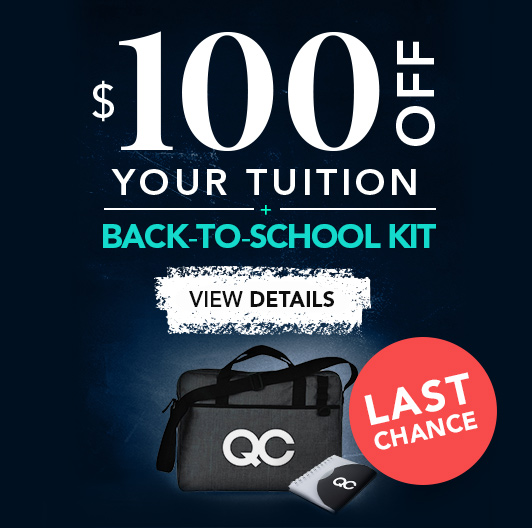 $100 OFF
YOUR TUITION
+
BACK-TO-SCHOOL KIT
VIEW DETAILS
QC
LAST
CHANCE
QC